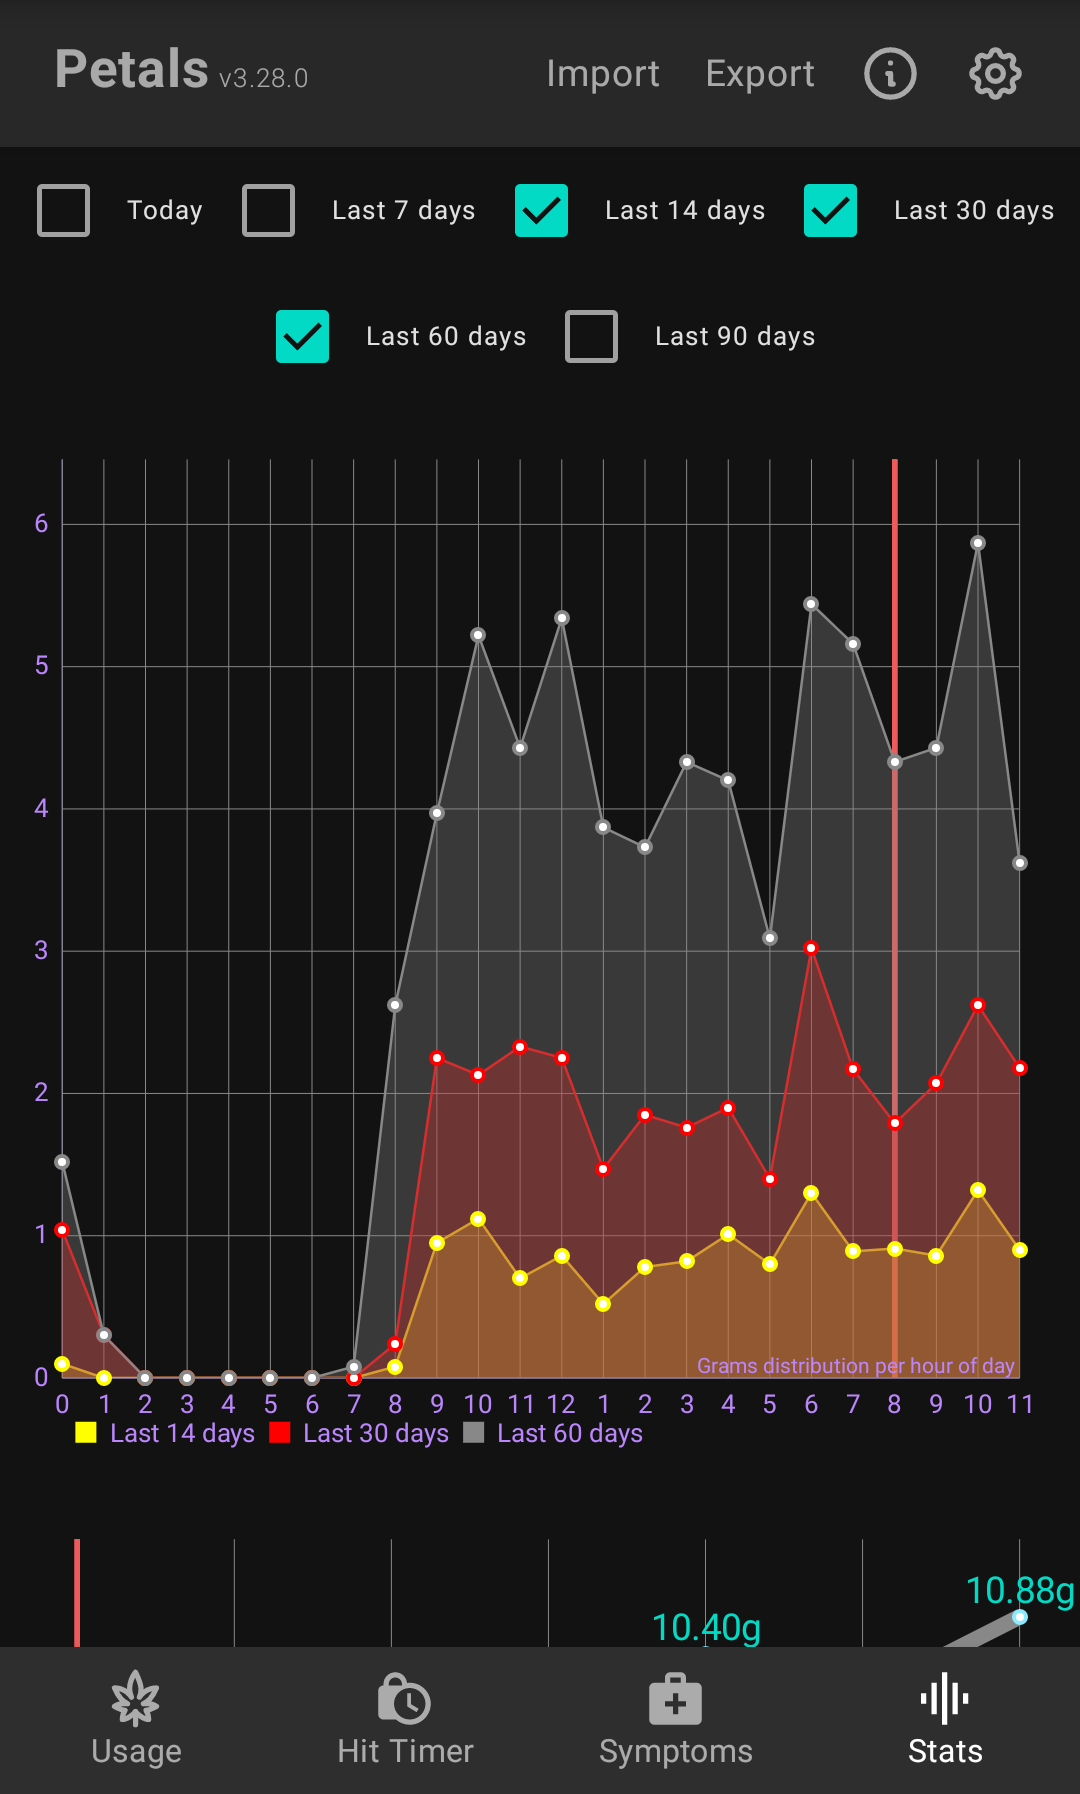 Petals v3.28.0 Import Export
Today Last 7 days Last 14 days Last 30 days
Last 60 days Last 90 days
6
5
4
3
2
1
0
Grams distribution per hour of day
0 1 2 3 4 5 6 7 8 9 10 11 12 1 2 3 4 5 6 7 8 9 10 11
Last 14 days Last 30 days Last 60 days
10.88g
10.40g
Usage Hit Timer Symptoms Stats